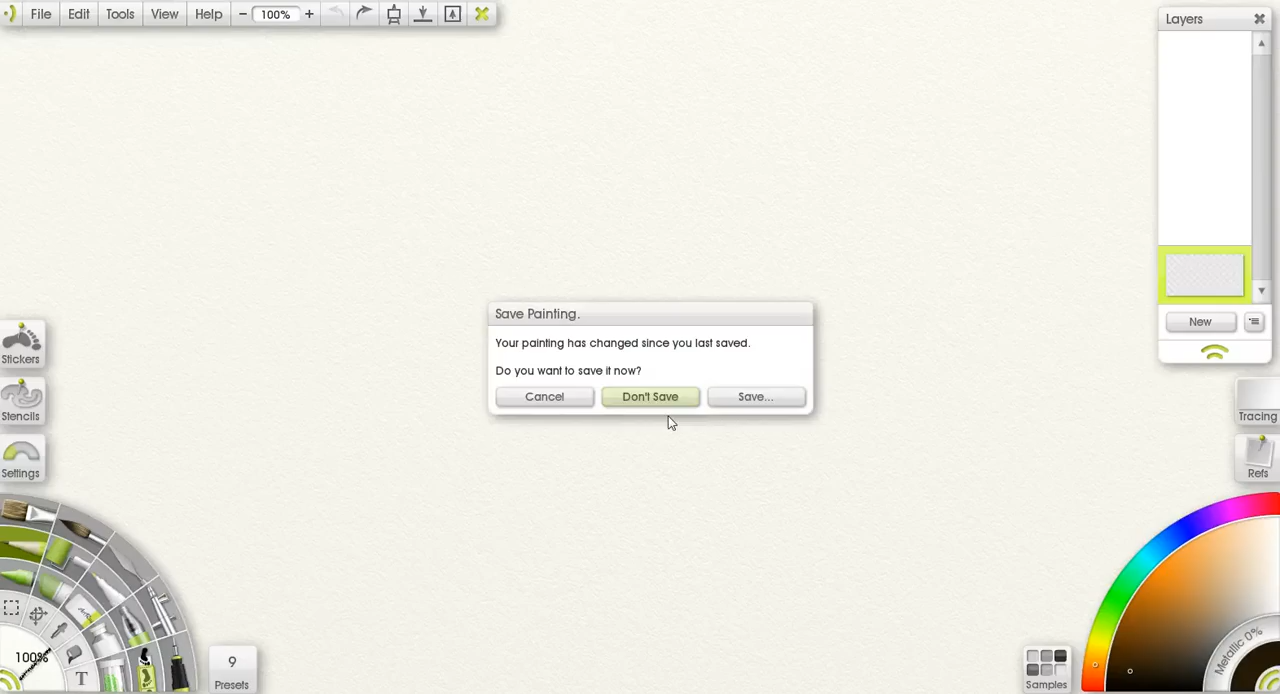 File Edit Tools View Help − 100% +
Layers
Save Painting.
Your painting has changed since you last saved.
Do you want to save it now?
Cancel Don't Save Save...
New
Stickers
Stencils
Settings
Tracing
Refs
100%
T
9
Presets
Samples
Metallic 0%